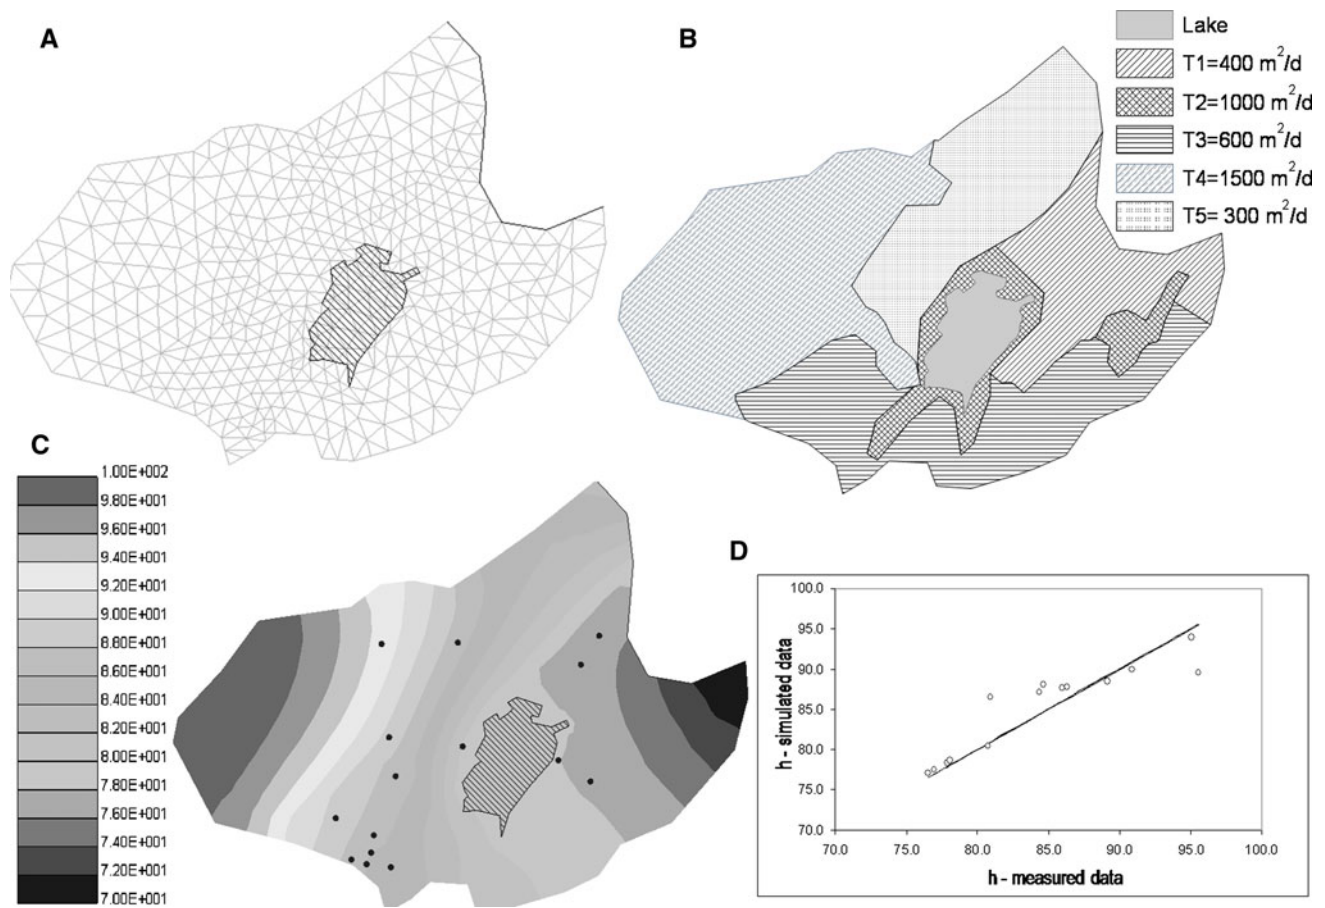 A
B
Lake
T1=400 m²/d
T2=1000 m²/d
T3=600 m²/d
T4=1500 m²/d
T5= 300 m²/d
C
1.00E+002
9.80E+001
9.60E+001
9.40E+001
9.20E+001
9.00E+001
8.80E+001
8.60E+001
8.40E+001
8.20E+001
8.00E+001
7.80E+001
7.60E+001
7.40E+001
7.20E+001
7.00E+001
D
100.0
95.0
90.0
85.0
80.0
75.0
70.0
h - simulated data
70.0 75.0 80.0 85.0 90.0 95.0 100.0
h - measured data